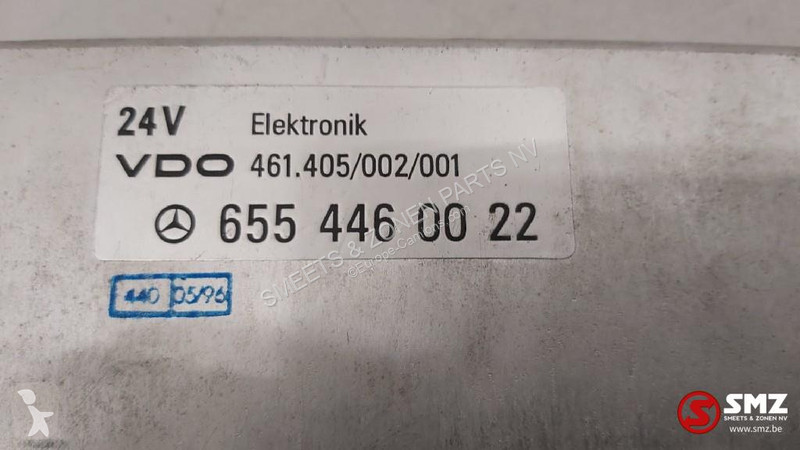 24V Elektronik
VDO 461.405/002/001
655 446 00 22
440 05/96
SMEETS & ZONEN PARTS NV
SMZ
SMEETS & ZONEN
www.smz.be